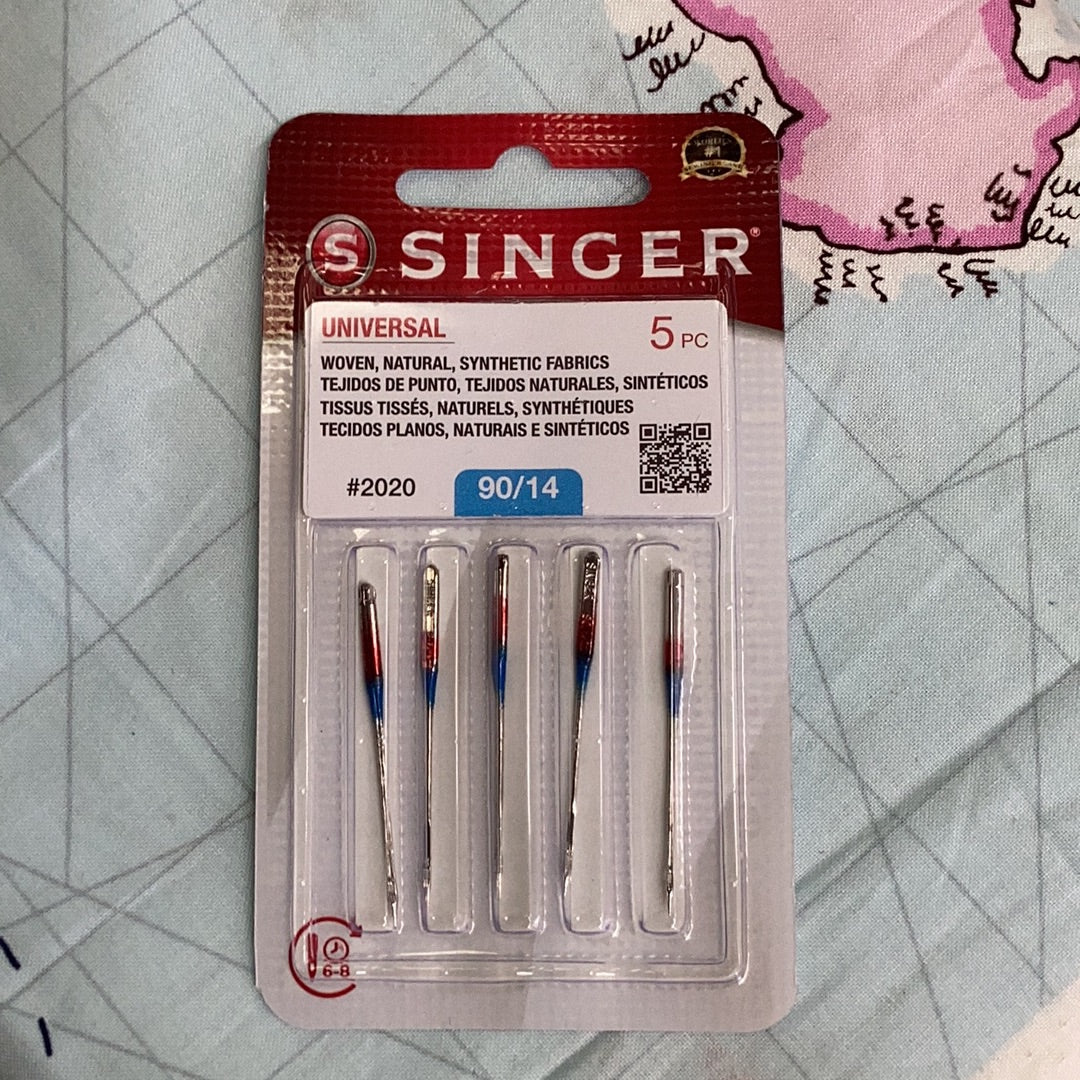 #1
S SINGER®
UNIVERSAL
5 PC
WOVEN, NATURAL, SYNTHETIC FABRICS
TEJIDOS DE PUNTO, TEJIDOS NATURALES, SINTÉTICOS
TISSUS TISSÉS, NATURELS, SYNTHÉTIQUES
TECIDOS PLANOS, NATURAIS E SINTÉTICOS
#2020
90/14
6-8